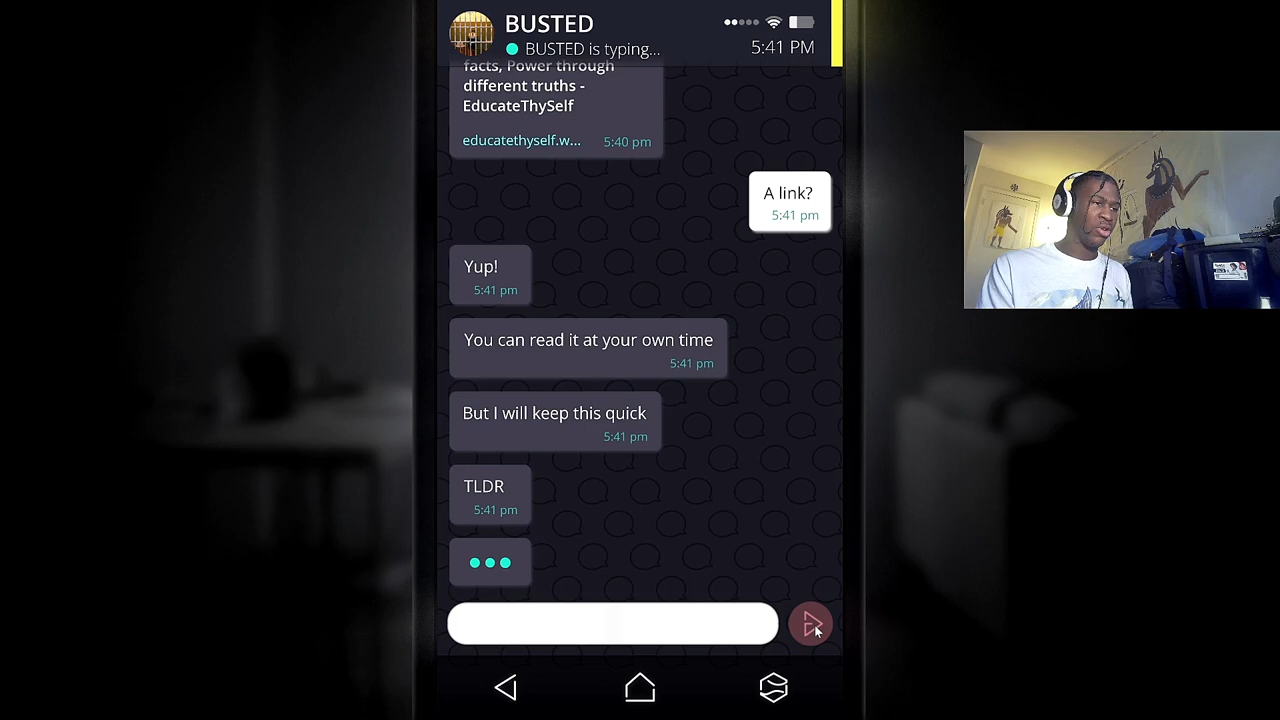 BUSTED
BUSTED is typing...
5:41 PM
facts, Power through
different truths -
EducateThySelf
educatethyself.w...
5:40 pm
A link?
5:41 pm
Yup!
5:41 pm
You can read it at your own time
5:41 pm
But I will keep this quick
5:41 pm
TLDR
5:41 pm